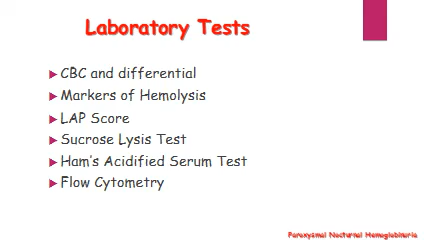 Laboratory Tests
CBC and differential
Markers of Hemolysis
LAP Score
Sucrose Lysis Test
Ham's Acidified Serum Test
Flow Cytometry
Paroxysmal Nocturnal Hemoglobinuria